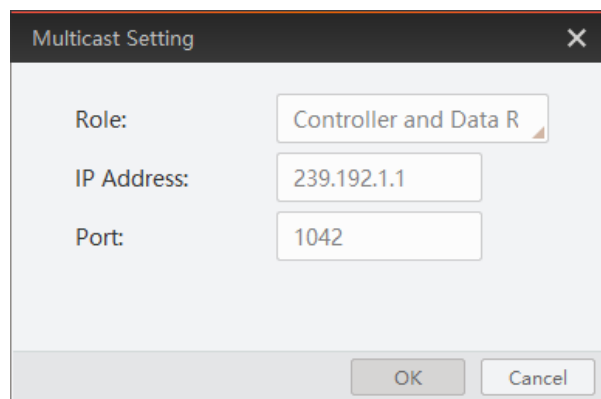 Multicast Setting
Role: Controller and Data R
IP Address: 239.192.1.1
Port: 1042
OK Cancel